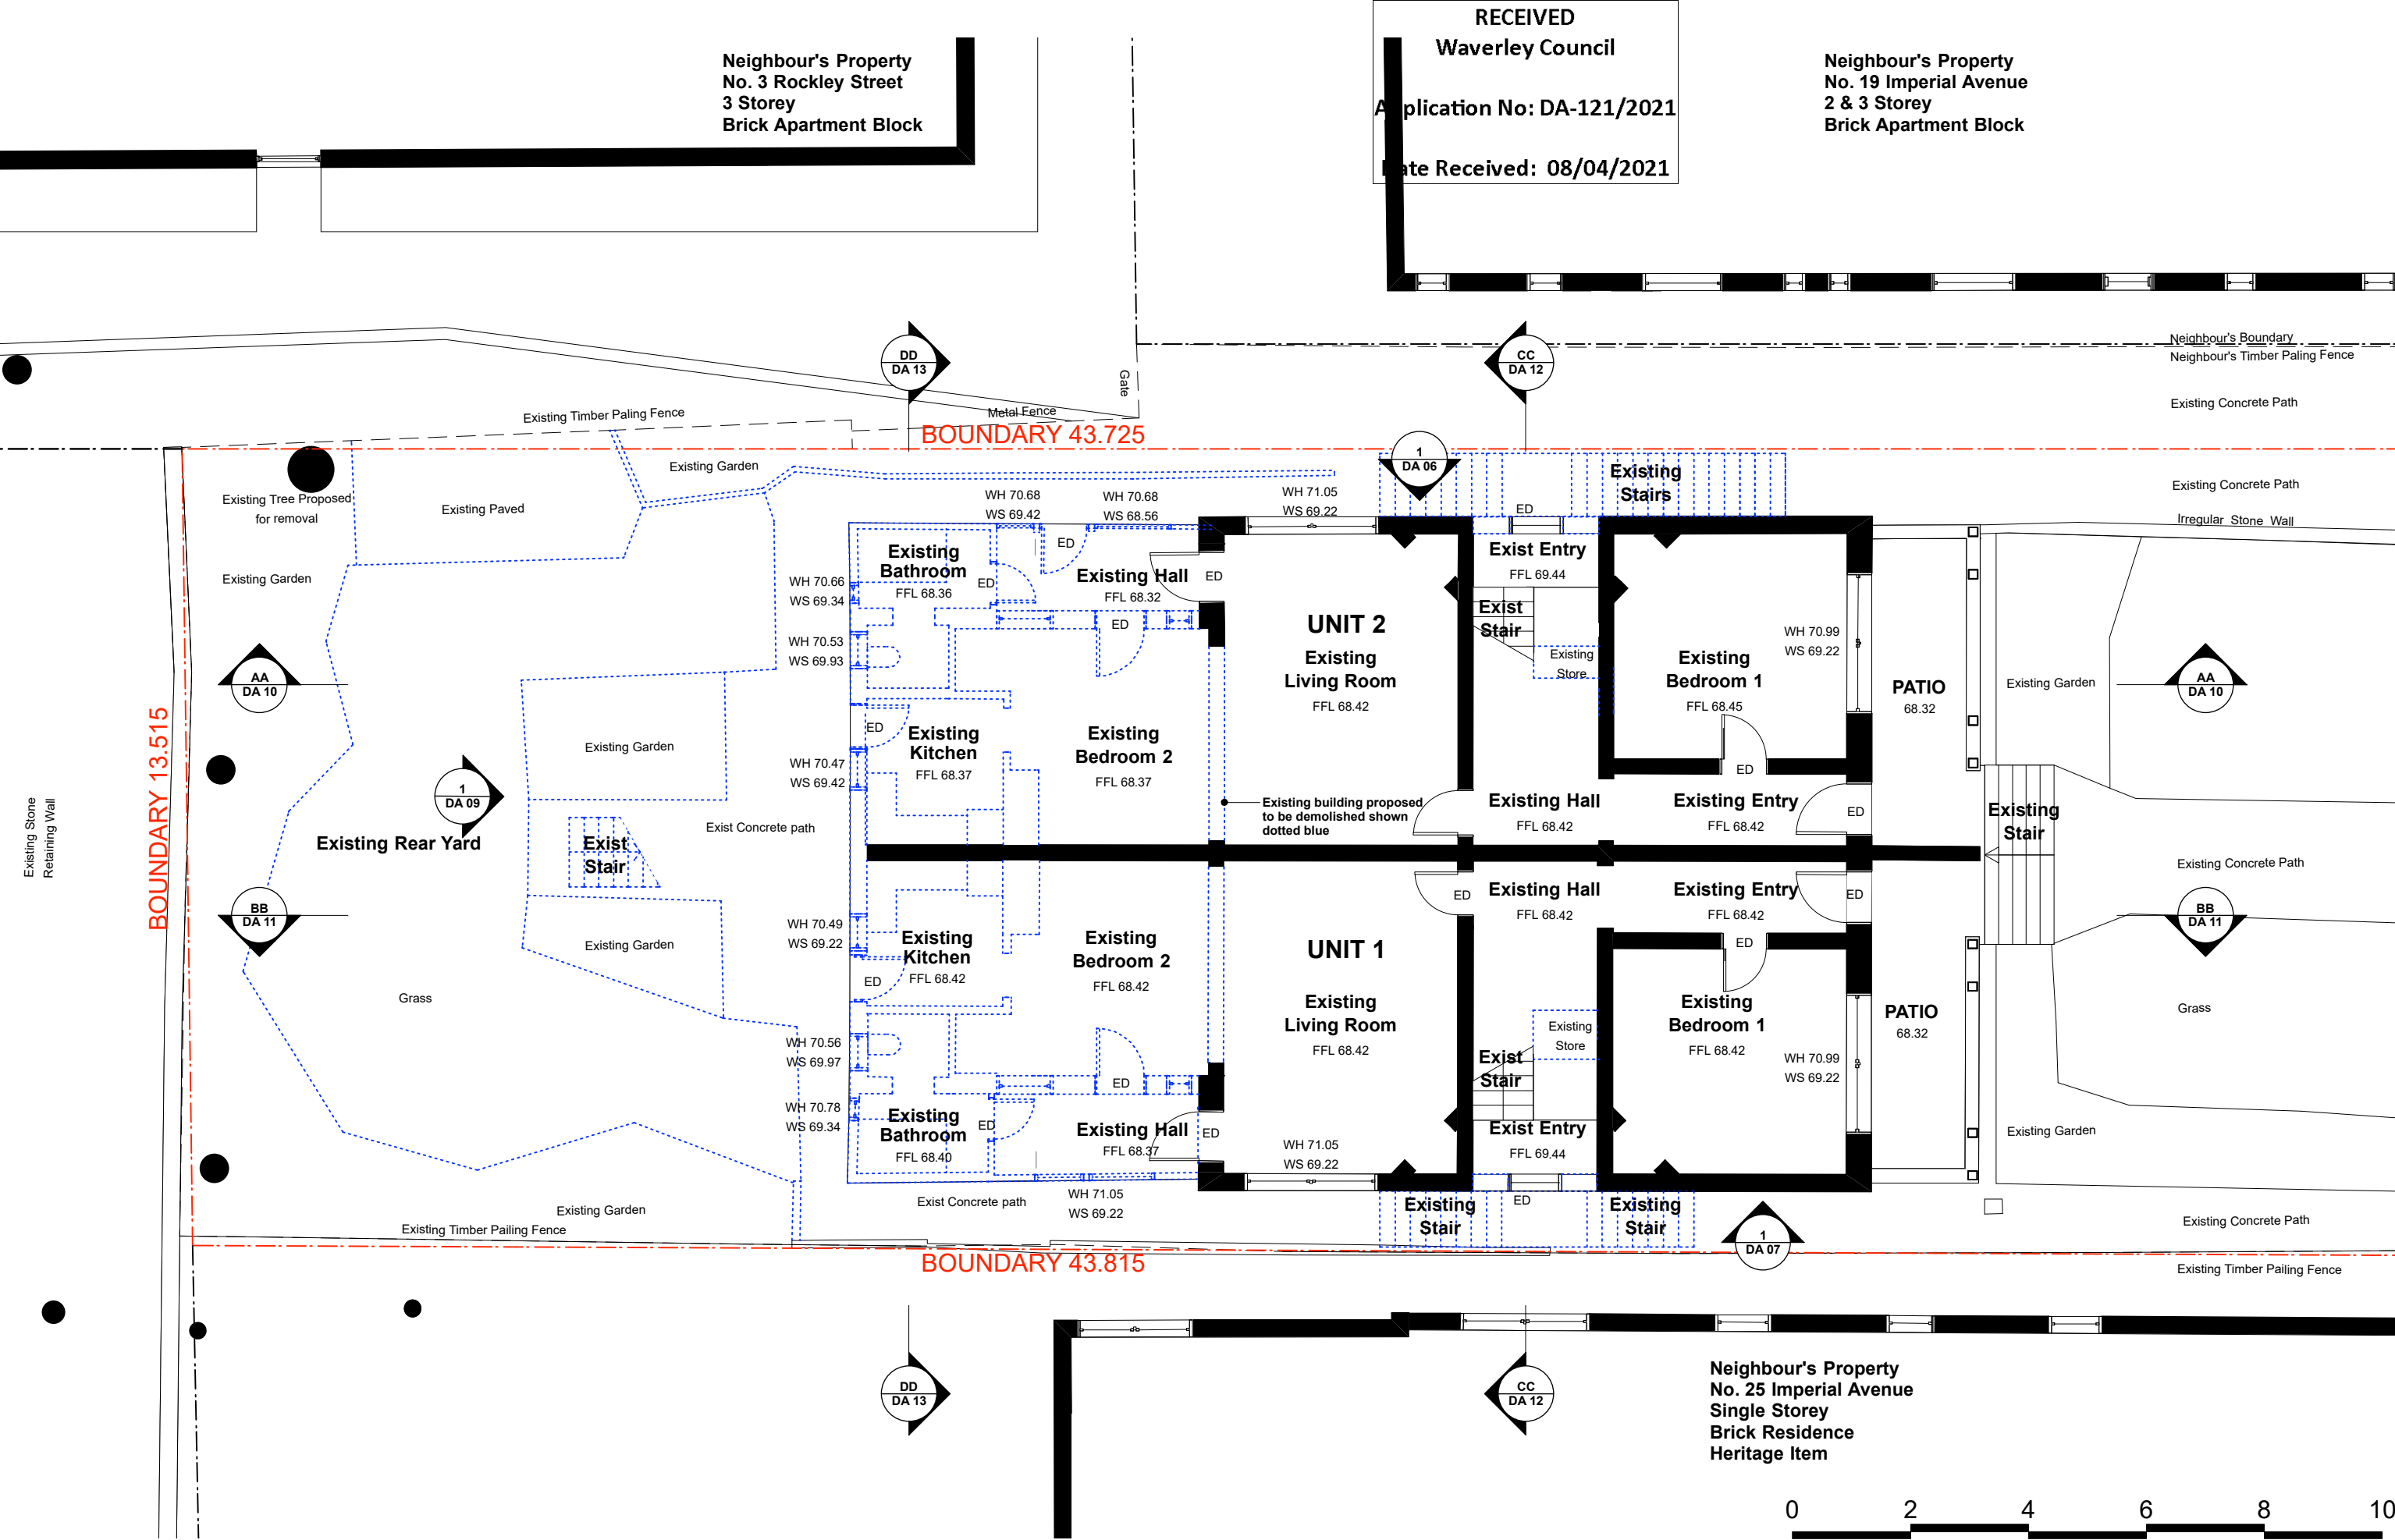 RECEIVED
Waverley Council
Application No: DA-121/2021
Date Received: 08/04/2021
Neighbour's Property
No. 3 Rockley Street
3 Storey
Brick Apartment Block
Neighbour's Property
No. 19 Imperial Avenue
2 & 3 Storey
Brick Apartment Block
Neighbour's Boundary
Neighbour's Timber Paling Fence
Existing Concrete Path
DD
DA 13
CC
DA 12
Gate
Metal Fence
Existing Timber Paling Fence
BOUNDARY 43.725
1
DA 06
Existing Garden
Existing Tree Proposed
for removal
Existing Paved
Existing Garden
WH 70.68
WS 69.42
WH 70.68
WS 68.56
WH 71.05
WS 69.22
ED
Existing
Stairs
Existing Concrete Path
Irregular Stone Wall
Existing
Bathroom
FFL 68.36
ED
ED
Existing Hall
FFL 68.32
ED
Exist Entry
FFL 69.44
WH 70.66
WS 69.34
WH 70.53
WS 69.93
ED
UNIT 2
Existing
Living Room
FFL 68.42
Exist
Stair
Existing
Store
Existing
Bedroom 1
FFL 68.45
WH 70.99
WS 69.22
PATIO
68.32
Existing Garden
AA
DA 10
AA
DA 10
BOUNDARY 13.515
Existing Stone
Retaining Wall
Existing Garden
ED
Existing
Kitchen
FFL 68.37
Existing
Bedroom 2
FFL 68.37
WH 70.47
WS 69.42
1
DA 09
Existing building proposed
to be demolished shown
dotted blue
ED
Existing Hall
FFL 68.42
Existing Entry
FFL 68.42
ED
ED
Existing
Stair
Exist Concrete path
Existing Rear Yard
Exist
Stair
Existing Concrete Path
BB
DA 11
Existing Garden
Grass
WH 70.49
WS 69.22
ED
Existing
Kitchen
FFL 68.42
Existing
Bedroom 2
FFL 68.42
UNIT 1
Existing
Living Room
FFL 68.42
ED
Existing Hall
FFL 68.42
Existing Entry
FFL 68.42
ED
ED
BB
DA 11
Existing
Store
Exist
Stair
Existing
Bedroom 1
FFL 68.42
WH 70.99
WS 69.22
PATIO
68.32
Grass
WH 70.56
WS 69.97
ED
WH 70.78
WS 69.34
Existing
Bathroom
FFL 68.40
ED
Existing Hall
FFL 68.37
ED
WH 71.05
WS 69.22
Exist Entry
FFL 69.44
Existing Garden
Existing Garden
Existing Timber Pailing Fence
Exist Concrete path
WH 71.05
WS 69.22
Existing
Stair
ED
Existing
Stair
Existing Concrete Path
1
DA 07
BOUNDARY 43.815
Existing Timber Pailing Fence
DD
DA 13
CC
DA 12
Neighbour's Property
No. 25 Imperial Avenue
Single Storey
Brick Residence
Heritage Item
0 2 4 6 8 10